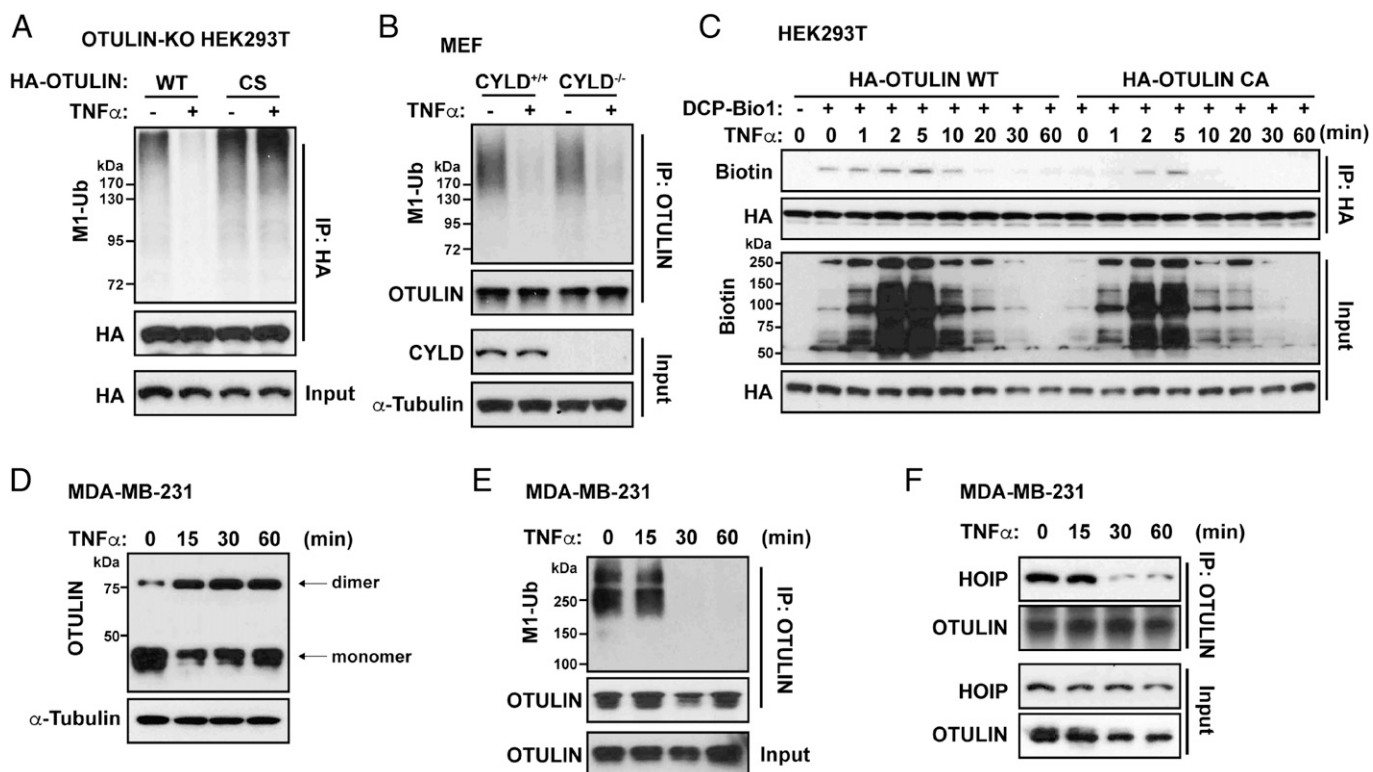 A
OTULIN-KO HEK293T
HA-OTULIN: WT CS
TNFα: - + - +
kDa
170
130
95
72
M1-Ub
HA
IP: HA
HA Input
B
MEF
CYLD+/+ CYLD-/-
TNFα: - + - +
kDa
170
130
95
72
M1-Ub
OTULIN
IP: OTULIN
CYLD
α-Tubulin
Input
C
HEK293T
HA-OTULIN WT HA-OTULIN CA
DCP-Bio1: - + + + + + + + + + + + + + + + +
TNFα: 0 0 1 2 5 10 20 30 60 0 1 2 5 10 20 30 60 (min)
Biotin
HA
IP: HA
kDa
250
150
100
75
50
Biotin
HA
Input
D
MDA-MB-231
TNFα: 0 15 30 60 (min)
kDa
75
50
OTULIN
dimer
monomer
α-Tubulin
E
MDA-MB-231
TNFα: 0 15 30 60 (min)
kDa
250
150
100
M1-Ub
OTULIN
IP: OTULIN
OTULIN Input
F
MDA-MB-231
TNFα: 0 15 30 60 (min)
HOIP
OTULIN
IP: OTULIN
HOIP
OTULIN
Input